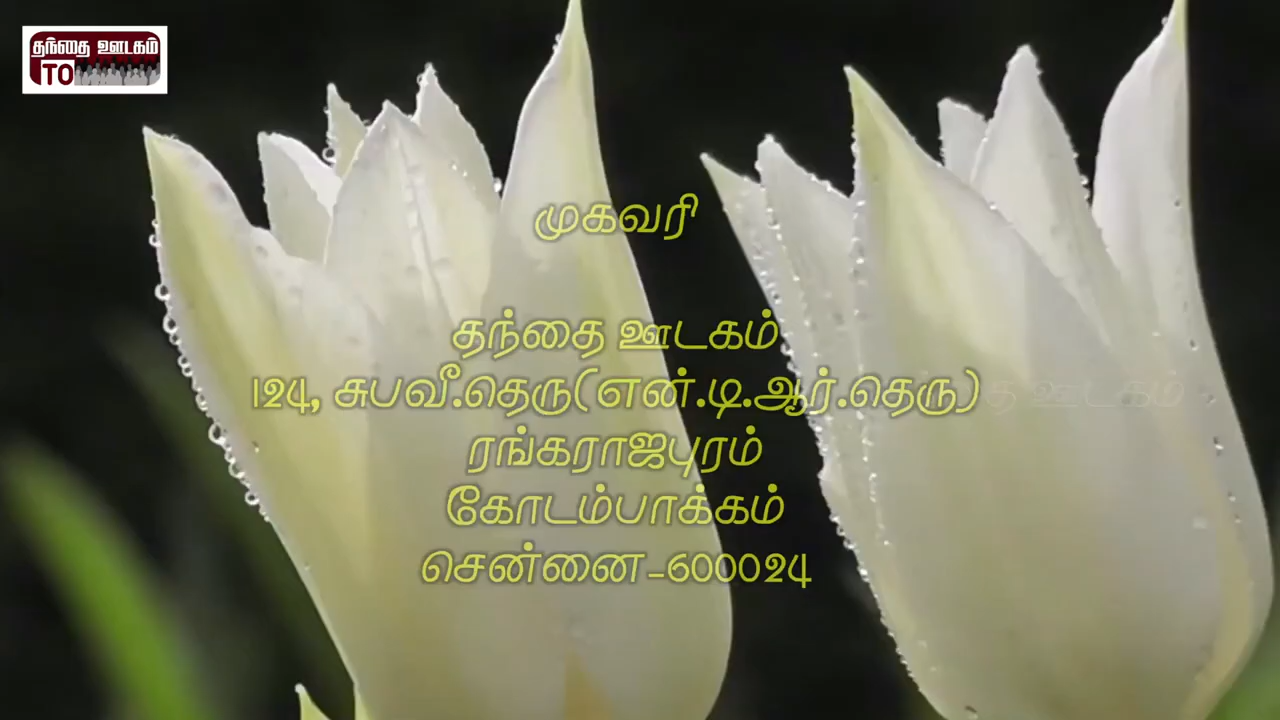 தந்தை ஊடகம்
TO
முகவரி
தந்தை ஊடகம்
124, சுபவீ.தெரு(என்.டி.ஆர்.தெரு)
ரங்கராஜபுரம்
கோடம்பாக்கம்
சென்னை-600024